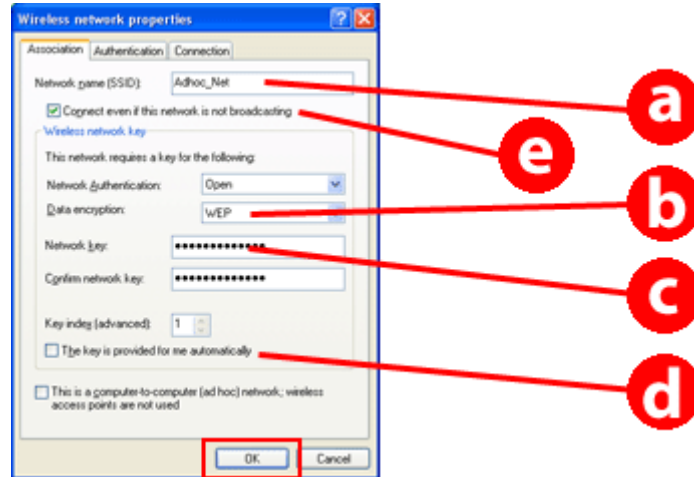 Wireless network properties
Association Authentication Connection
Network name (SSID): Adhoc_Net
a
Connect even if this network is not broadcasting
e
Wireless network key
This network requires a key for the following:
Network Authentication: Open
Data encryption: WEP
b
Network key: •••••••••••••
Confirm network key: •••••••••••••
c
Key index (advanced): 1
The key is provided for me automatically
d
This is a computer-to-computer (ad hoc) network; wireless
access points are not used
OK Cancel